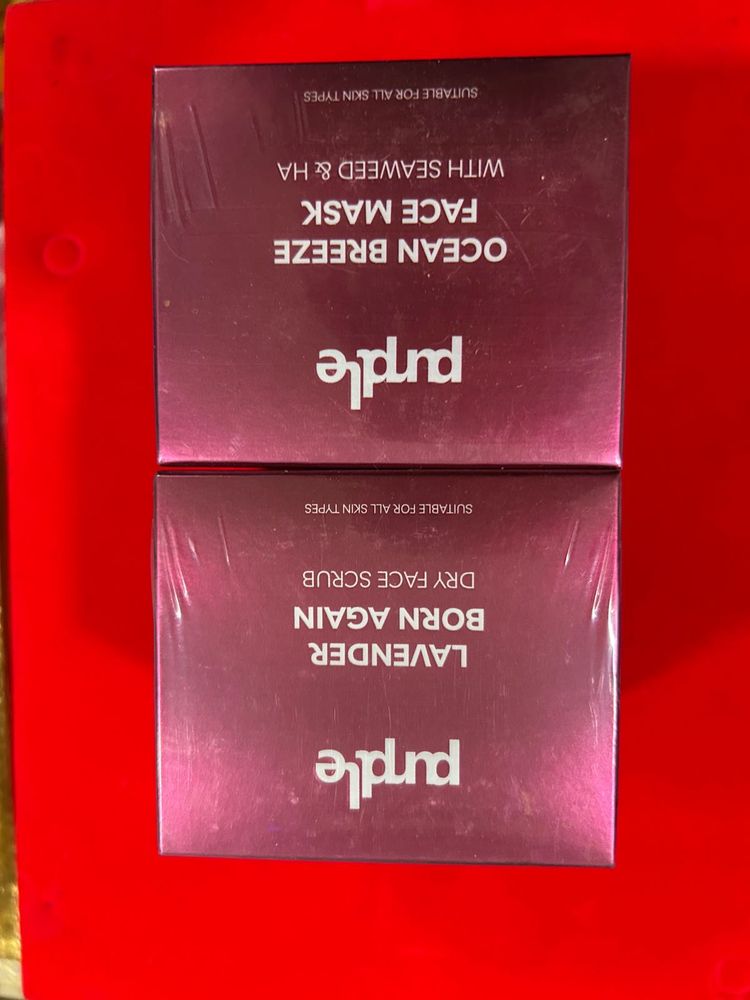 purple
LAVENDER
BORN AGAIN
DRY FACE SCRUB
SUITABLE FOR ALL SKIN TYPES
purple
OCEAN BREEZE
FACE MASK
WITH SEAWEED & HA
SUITABLE FOR ALL SKIN TYPES